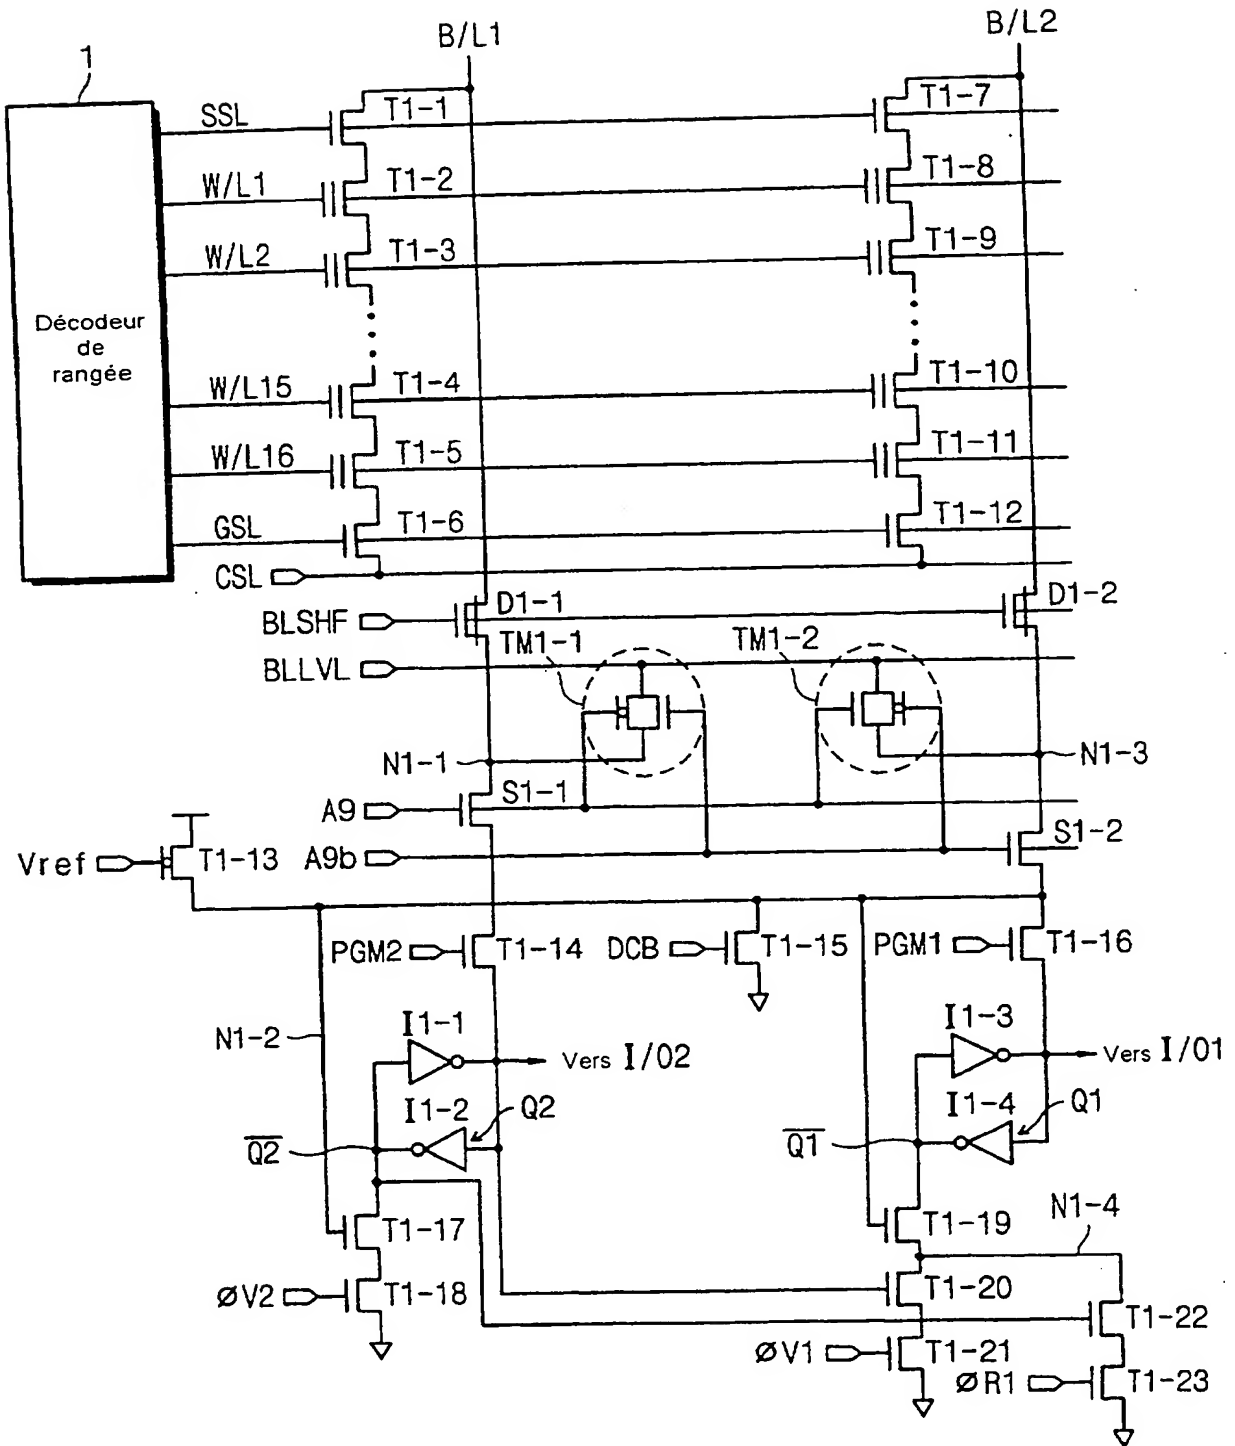 B/L1
B/L2
1
SSL
T1-1
T1-7
W/L1
T1-2
T1-8
W/L2
T1-3
T1-9
Décodeur
de
rangée
W/L15
T1-4
T1-10
W/L16
T1-5
T1-11
GSL
T1-6
T1-12
CSL
D1-1
D1-2
BLSHF
TM1-1
TM1-2
BLLVL
N1-1
N1-3
A9
S1-1
S1-2
Vref
T1-13
A9b
PGM2
T1-14
DCB
T1-15
PGM1
T1-16
N1-2
I1-1
I1-3
Vers I/02
Vers I/01
I1-2
Q2
I1-4
Q1
Q̅2̅
Q̅1̅
T1-17
T1-19
N1-4
ØV2
T1-18
T1-20
T1-22
ØV1
T1-21
ØR1
T1-23